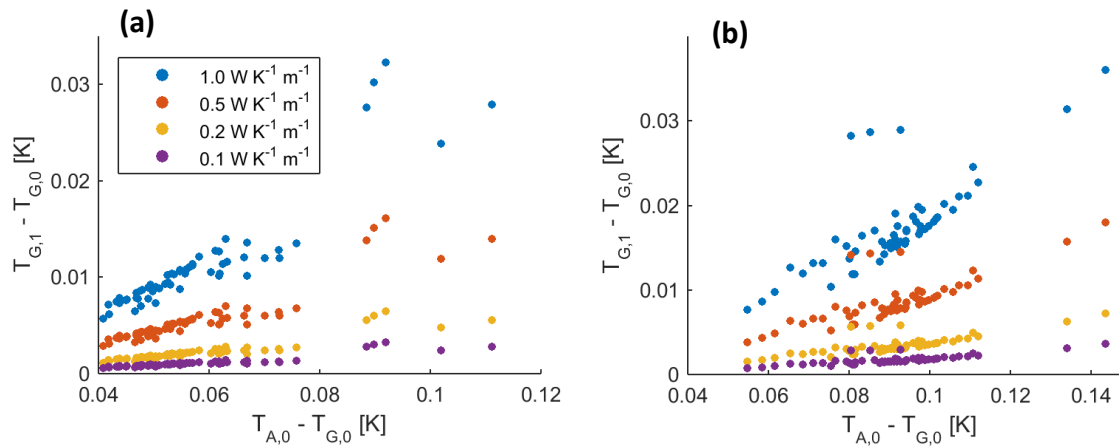 (a)
T_G,1 - T_G,0 [K]
0.03
0.02
0.01
0
1.0 W K⁻¹ m⁻¹
0.5 W K⁻¹ m⁻¹
0.2 W K⁻¹ m⁻¹
0.1 W K⁻¹ m⁻¹
0.04 0.06 0.08 0.1 0.12
T_A,0 - T_G,0 [K]
(b)
T_G,1 - T_G,0 [K]
0.03
0.02
0.01
0
0.04 0.06 0.08 0.1 0.12 0.14
T_A,0 - T_G,0 [K]